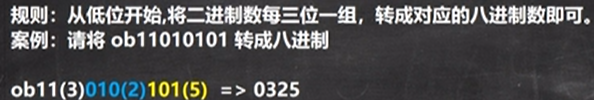 规则：从低位开始,将二进制数每三位一组，转成对应的八进制数即可。
案例：请将 ob11010101 转成八进制
ob11(3)010(2)101(5) => 0325